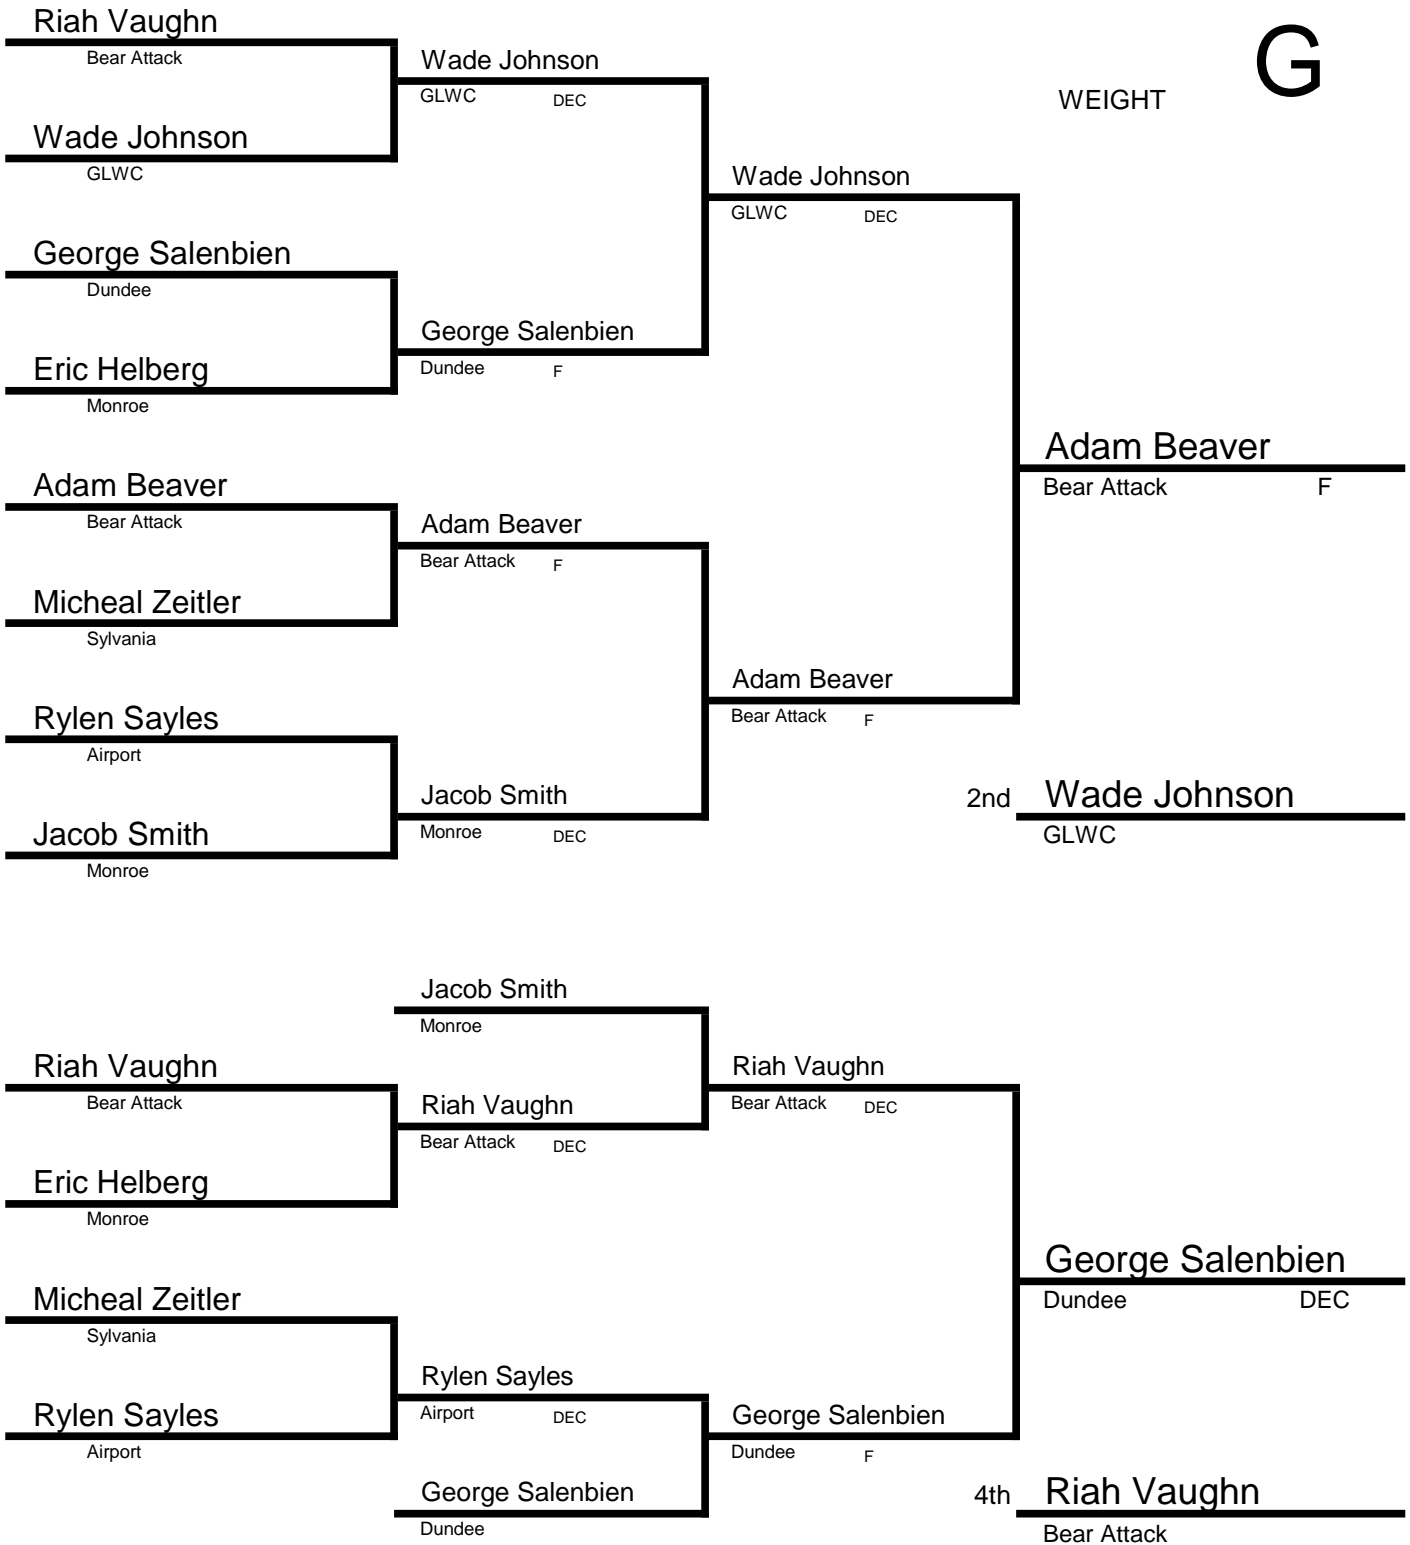 Riah Vaughn
Bear Attack
Wade Johnson
GLWC DEC
G
WEIGHT
Wade Johnson
GLWC
Wade Johnson
GLWC DEC
George Salenbien
Dundee
George Salenbien
Dundee F
Eric Helberg
Monroe
Adam Beaver
Bear Attack F
Adam Beaver
Bear Attack
Adam Beaver
Bear Attack F
Micheal Zeitler
Sylvania
Adam Beaver
Bear Attack F
Rylen Sayles
Airport
Jacob Smith
Monroe DEC
2nd Wade Johnson
GLWC
Jacob Smith
Monroe
Jacob Smith
Monroe
Riah Vaughn
Bear Attack
Riah Vaughn
Bear Attack DEC
Riah Vaughn
Bear Attack DEC
Eric Helberg
Monroe
George Salenbien
Dundee DEC
Micheal Zeitler
Sylvania
Rylen Sayles
Airport DEC
Rylen Sayles
Airport
George Salenbien
Dundee F
George Salenbien
Dundee
4th Riah Vaughn
Bear Attack